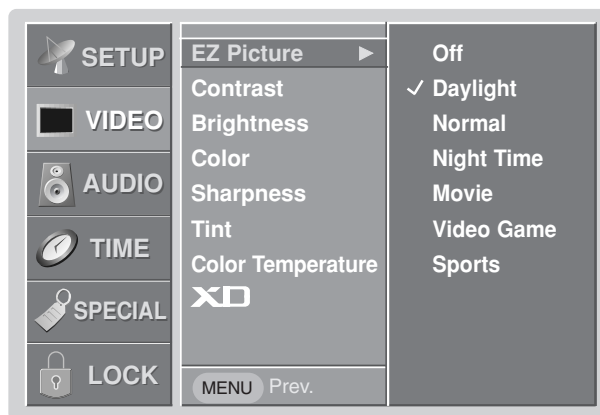 SETUP
VIDEO
AUDIO
TIME
SPECIAL
LOCK
EZ Picture
Contrast
Brightness
Color
Sharpness
Tint
Color Temperature
XD
MENU Prev.
Off
Daylight
Normal
Night Time
Movie
Video Game
Sports